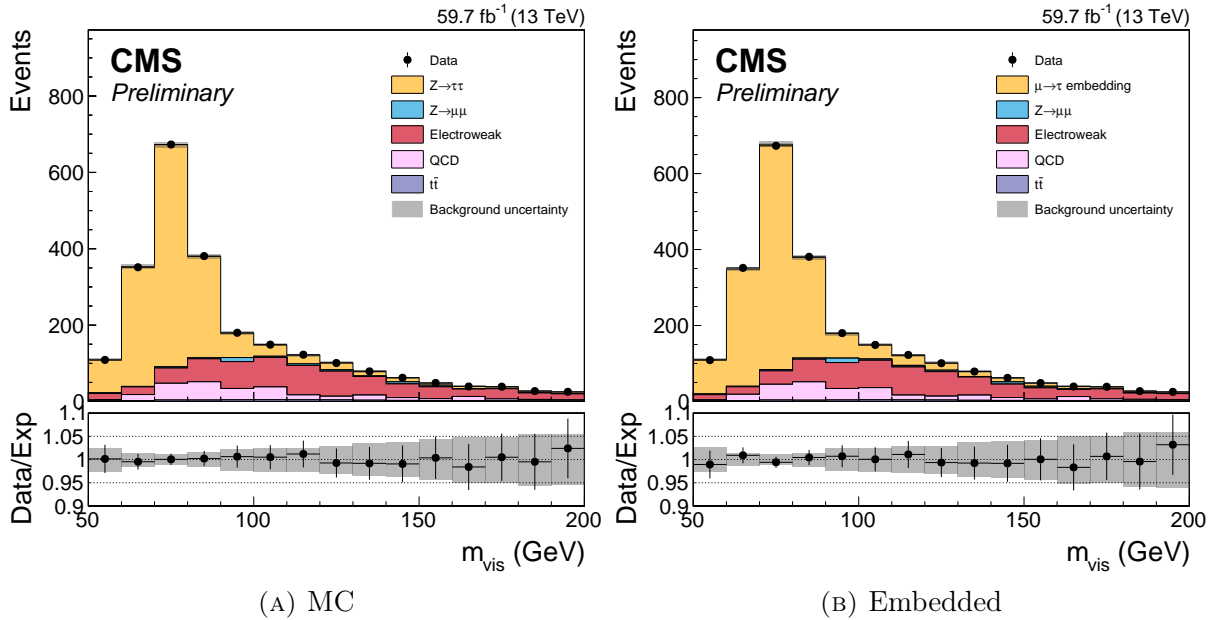 59.7 fb⁻¹ (13 TeV)
Events
CMS
Preliminary
Data
Z→ττ
Z→μμ
Electroweak
QCD
tt̄
Background uncertainty
800
600
400
200
0
1.1
1.05
1
0.95
0.9
Data/Exp
50
100
150
200
m_vis (GeV)
(A) MC
59.7 fb⁻¹ (13 TeV)
Events
CMS
Preliminary
Data
μ→τ embedding
Z→μμ
Electroweak
QCD
tt̄
Background uncertainty
800
600
400
200
0
1.1
1.05
1
0.95
0.9
Data/Exp
50
100
150
200
m_vis (GeV)
(B) Embedded